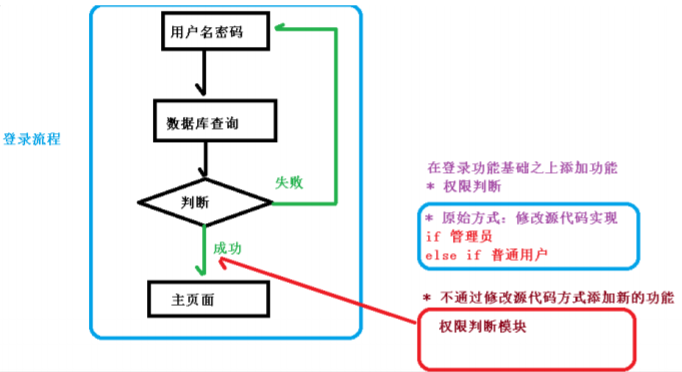 用户名密码
数据库查询
登录流程
失败
判断
成功
主页面
在登录功能基础之上添加功能
* 权限判断
* 原始方式：修改源代码实现
if 管理员
else if 普通用户
* 不通过修改源代码方式添加新的功能
权限判断模块